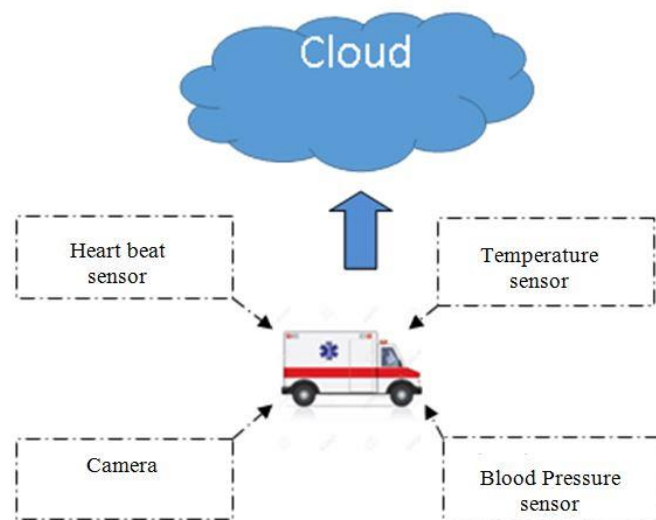 Cloud
Heart beat
sensor
Temperature
sensor
Camera
Blood Pressure
sensor